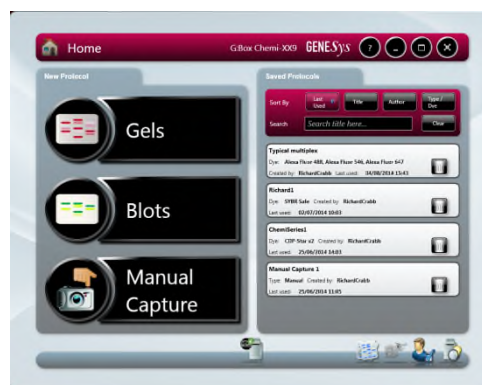 Home
G:Box Chemi-XX9 GENESys ?
New Protocol
Gels
Blots
Manual
Capture
Saved Protocols
Sort By Last Used Title Author Type / Dye
Search Search title here... Clear
Typical multiplex
Dye: Alexa Fluor 488, Alexa Fluor 546, Alexa Fluor 647
Created by: RichardCrabb Last used: 14/08/2014 13:43
Richard1
Dye: SYBR Safe Created by: RichardCrabb
Last used: 02/07/2014 10:03
ChemiSeries1
Dye: CDP Star x2 Created by: RichardCrabb
Last used: 25/06/2014 14:03
Manual Capture 1
Type: Manual Created by: RichardCrabb
Last used: 25/06/2014 11:05